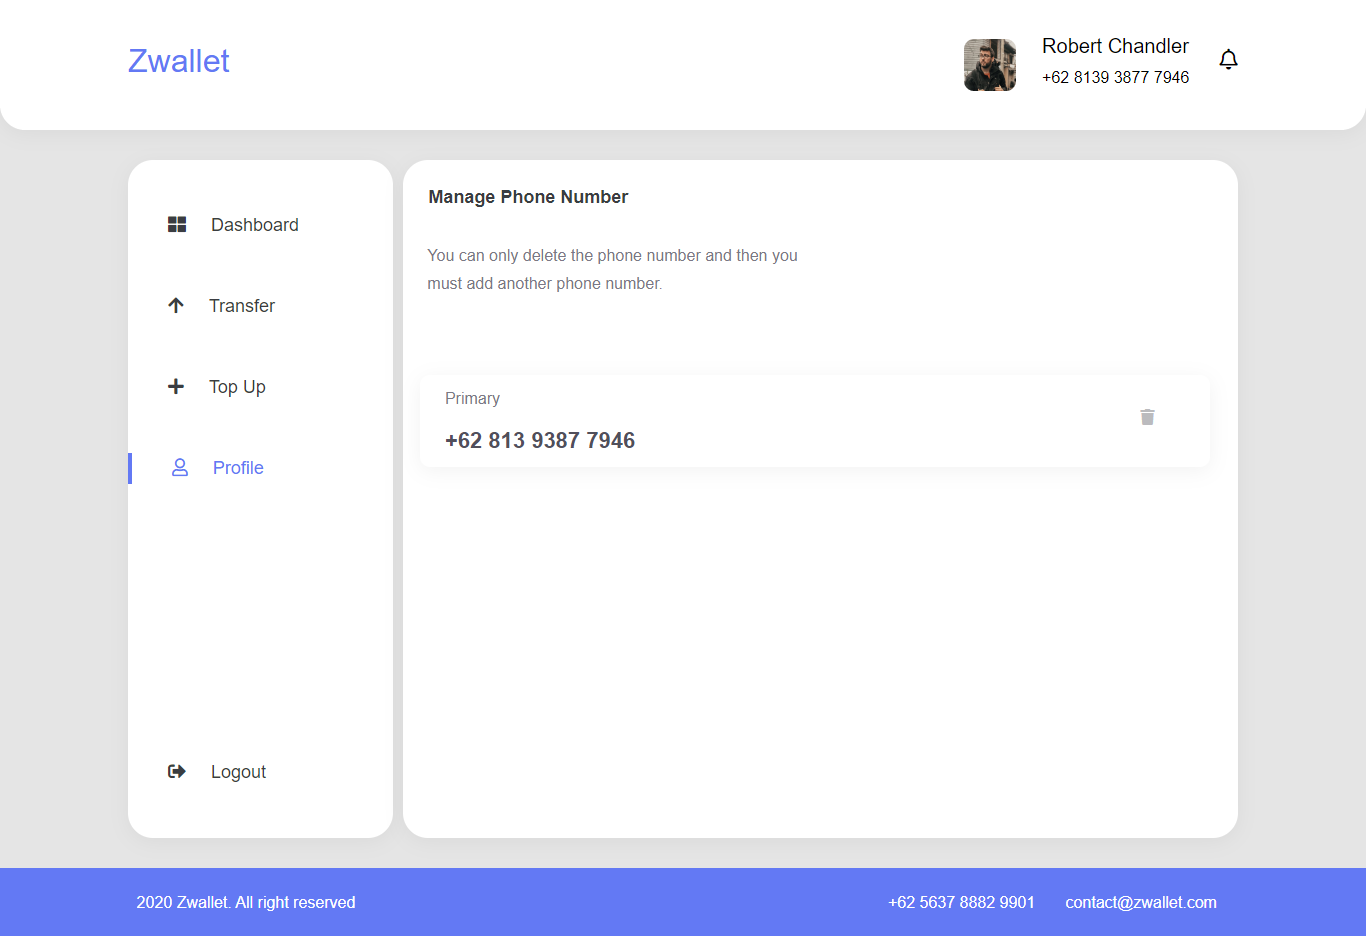 Zwallet
Robert Chandler
+62 8139 3877 7946
Dashboard
Transfer
Top Up
Profile
Logout
Manage Phone Number
You can only delete the phone number and then you
must add another phone number.
Primary
+62 813 9387 7946
2020 Zwallet. All right reserved
+62 5637 8882 9901
contact@zwallet.com